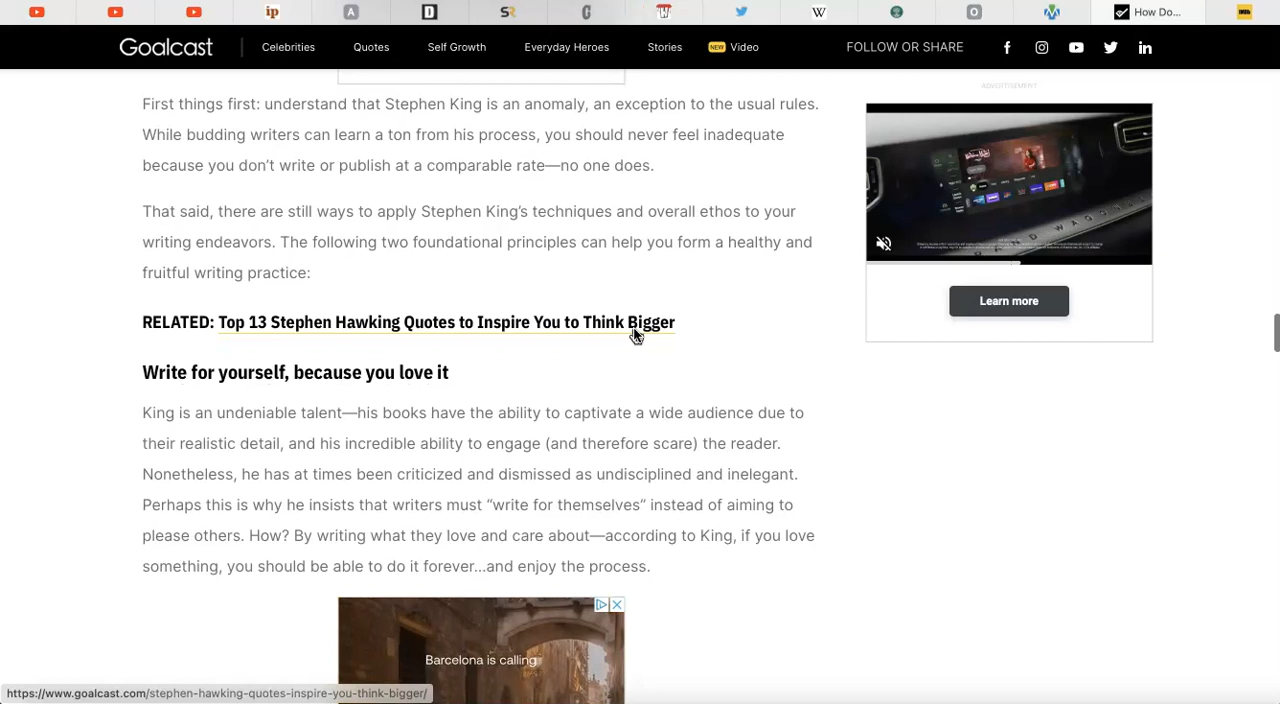 How Do...
Goalcast
Celebrities
Quotes
Self Growth
Everyday Heroes
Stories
NEW Video
FOLLOW OR SHARE
ADVERTISEMENT
First things first: understand that Stephen King is an anomaly, an exception to the usual rules.
While budding writers can learn a ton from his process, you should never feel inadequate
because you don’t write or publish at a comparable rate—no one does.
That said, there are still ways to apply Stephen King’s techniques and overall ethos to your
writing endeavors. The following two foundational principles can help you form a healthy and
fruitful writing practice:
Learn more
RELATED: Top 13 Stephen Hawking Quotes to Inspire You to Think Bigger
Write for yourself, because you love it
King is an undeniable talent—his books have the ability to captivate a wide audience due to
their realistic detail, and his incredible ability to engage (and therefore scare) the reader.
Nonetheless, he has at times been criticized and dismissed as undisciplined and inelegant.
Perhaps this is why he insists that writers must “write for themselves” instead of aiming to
please others. How? By writing what they love and care about—according to King, if you love
something, you should be able to do it forever…and enjoy the process.
Barcelona is calling
https://www.goalcast.com/stephen-hawking-quotes-inspire-you-think-bigger/